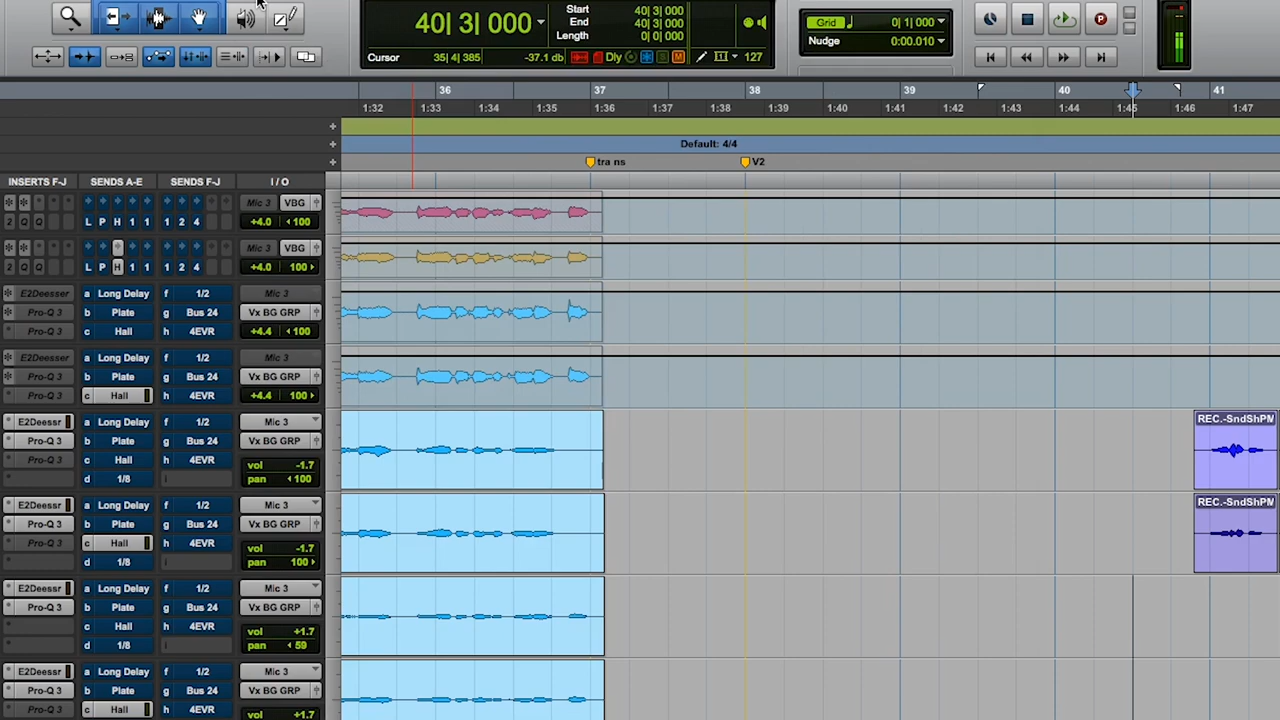 40| 3| 000
Start 40| 3| 000
End 40| 3| 000
Length 0| 0| 000
Cursor 35| 4| 385 -37.1 db Dly S M 127
Grid 0| 1| 000
Nudge 0:00.010
P
36 37 38 39 40 41
1:32 1:33 1:34 1:35 1:36 1:37 1:38 1:39 1:40 1:41 1:42 1:43 1:44 1:45 1:46 1:47
Default: 4/4
tra ns V2
INSERTS F-J SENDS A-E SENDS F-J I / O
Mic 3 VBG
2 Q Q L P H 1 1 1 2 4 +4.0 100
Mic 3 VBG
2 Q Q L P H 1 1 1 2 4 +4.0 100
E2Deesser a Long Delay f 1/2 Mic 3
Pro-Q 3 b Plate g Bus 24 Vx BG GRP
Pro-Q 3 c Hall h 4EVR +4.4 100
E2Deesser a Long Delay f 1/2 Mic 3
Pro-Q 3 b Plate g Bus 24 Vx BG GRP
Pro-Q 3 c Hall h 4EVR +4.4 100
E2Deessr a Long Delay f 1/2 Mic 3 REC.-SndShPM
Pro-Q 3 b Plate g Bus 24 Vx BG GRP
Pro-Q 3 c Hall h 4EVR vol -1.7
d 1/8 i pan 100
E2Deessr a Long Delay f 1/2 Mic 3 REC.-SndShPM
Pro-Q 3 b Plate g Bus 24 Vx BG GRP
Pro-Q 3 c Hall h 4EVR vol -1.7
d 1/8 i pan 100
E2Deessr a Long Delay f 1/2 Mic 3
Pro-Q 3 b Plate g Bus 24 Vx BG GRP
c Hall h 4EVR vol +1.7
d 1/8 i pan 59
E2Deessr a Long Delay f 1/2 Mic 3
Pro-Q 3 b Plate g Bus 24 Vx BG GRP
Pro-Q 3 c Hall h 4EVR vol +1.7